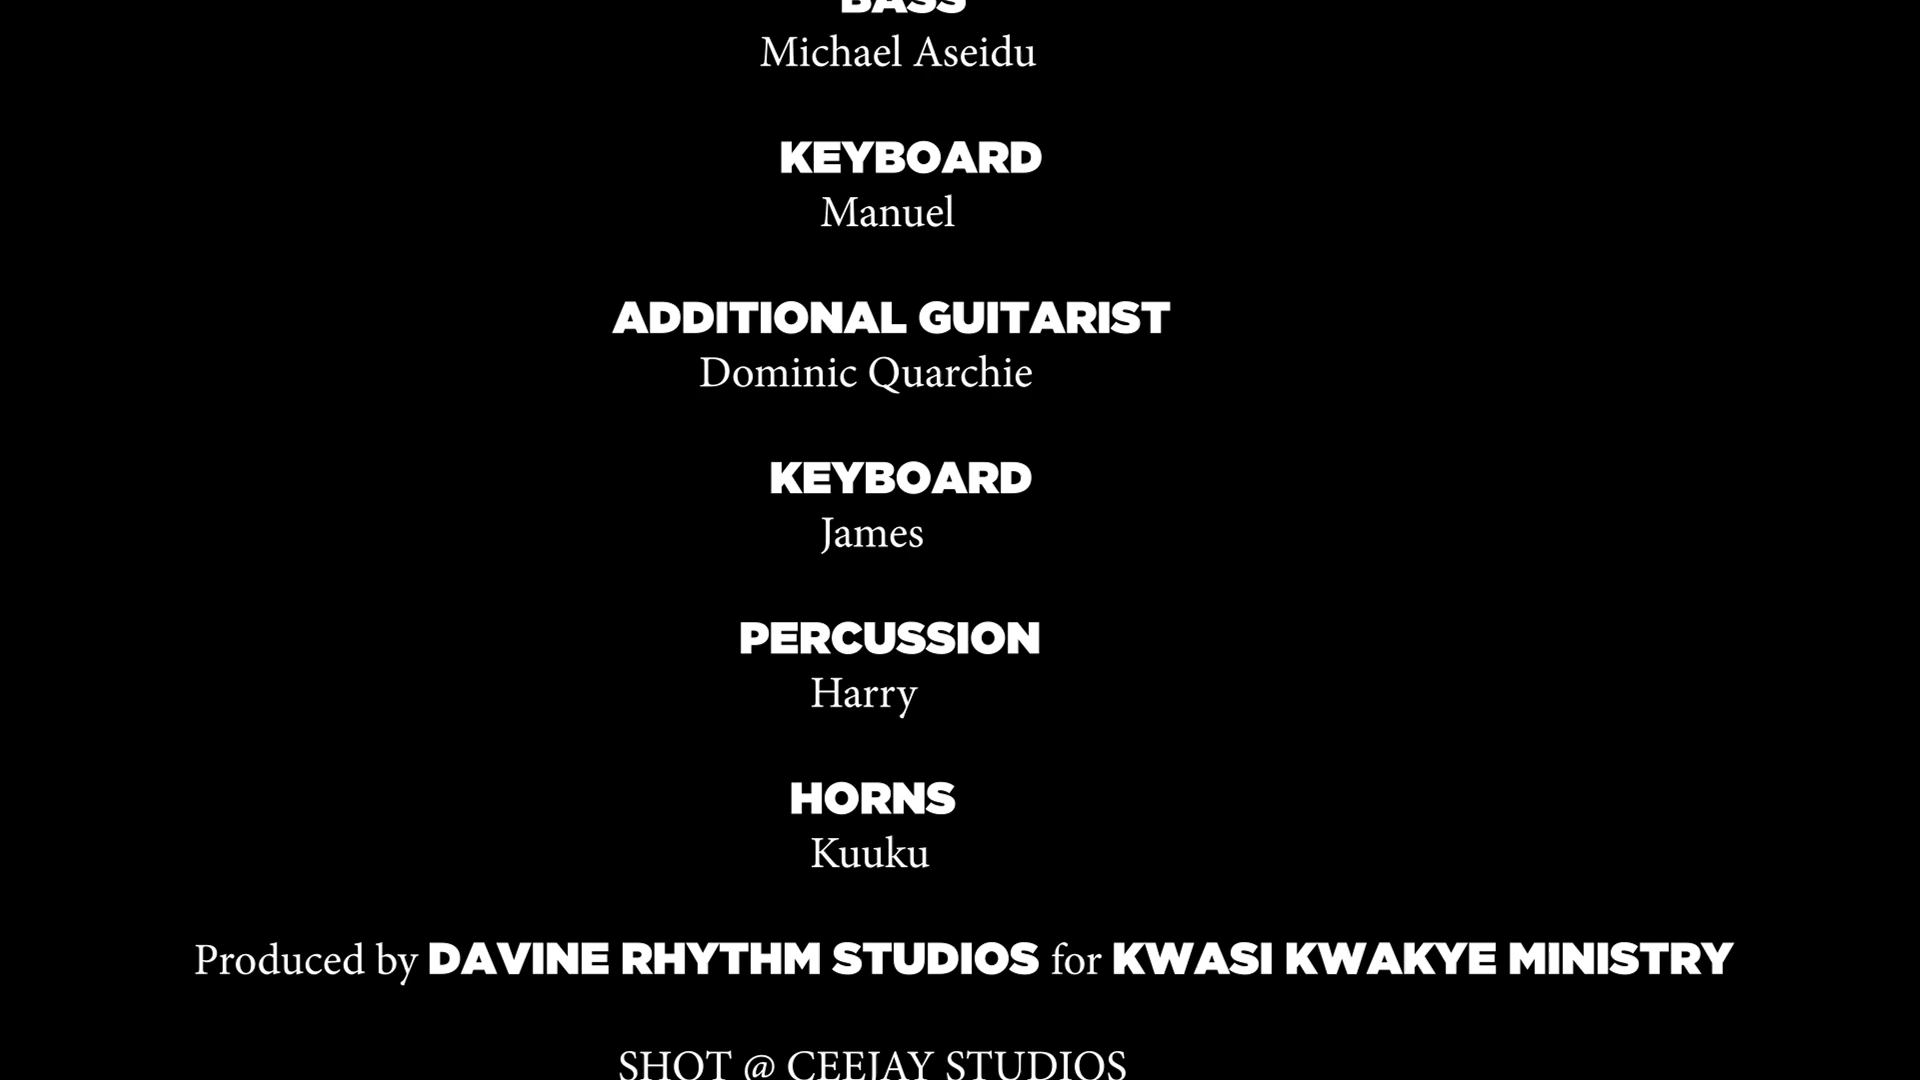 BASS
Michael Aseidu
KEYBOARD
Manuel
ADDITIONAL GUITARIST
Dominic Quarchie
KEYBOARD
James
PERCUSSION
Harry
HORNS
Kuuku
Produced by DAVINE RHYTHM STUDIOS for KWASI KWAKYE MINISTRY
SHOT @ CEEJAY STUDIOS